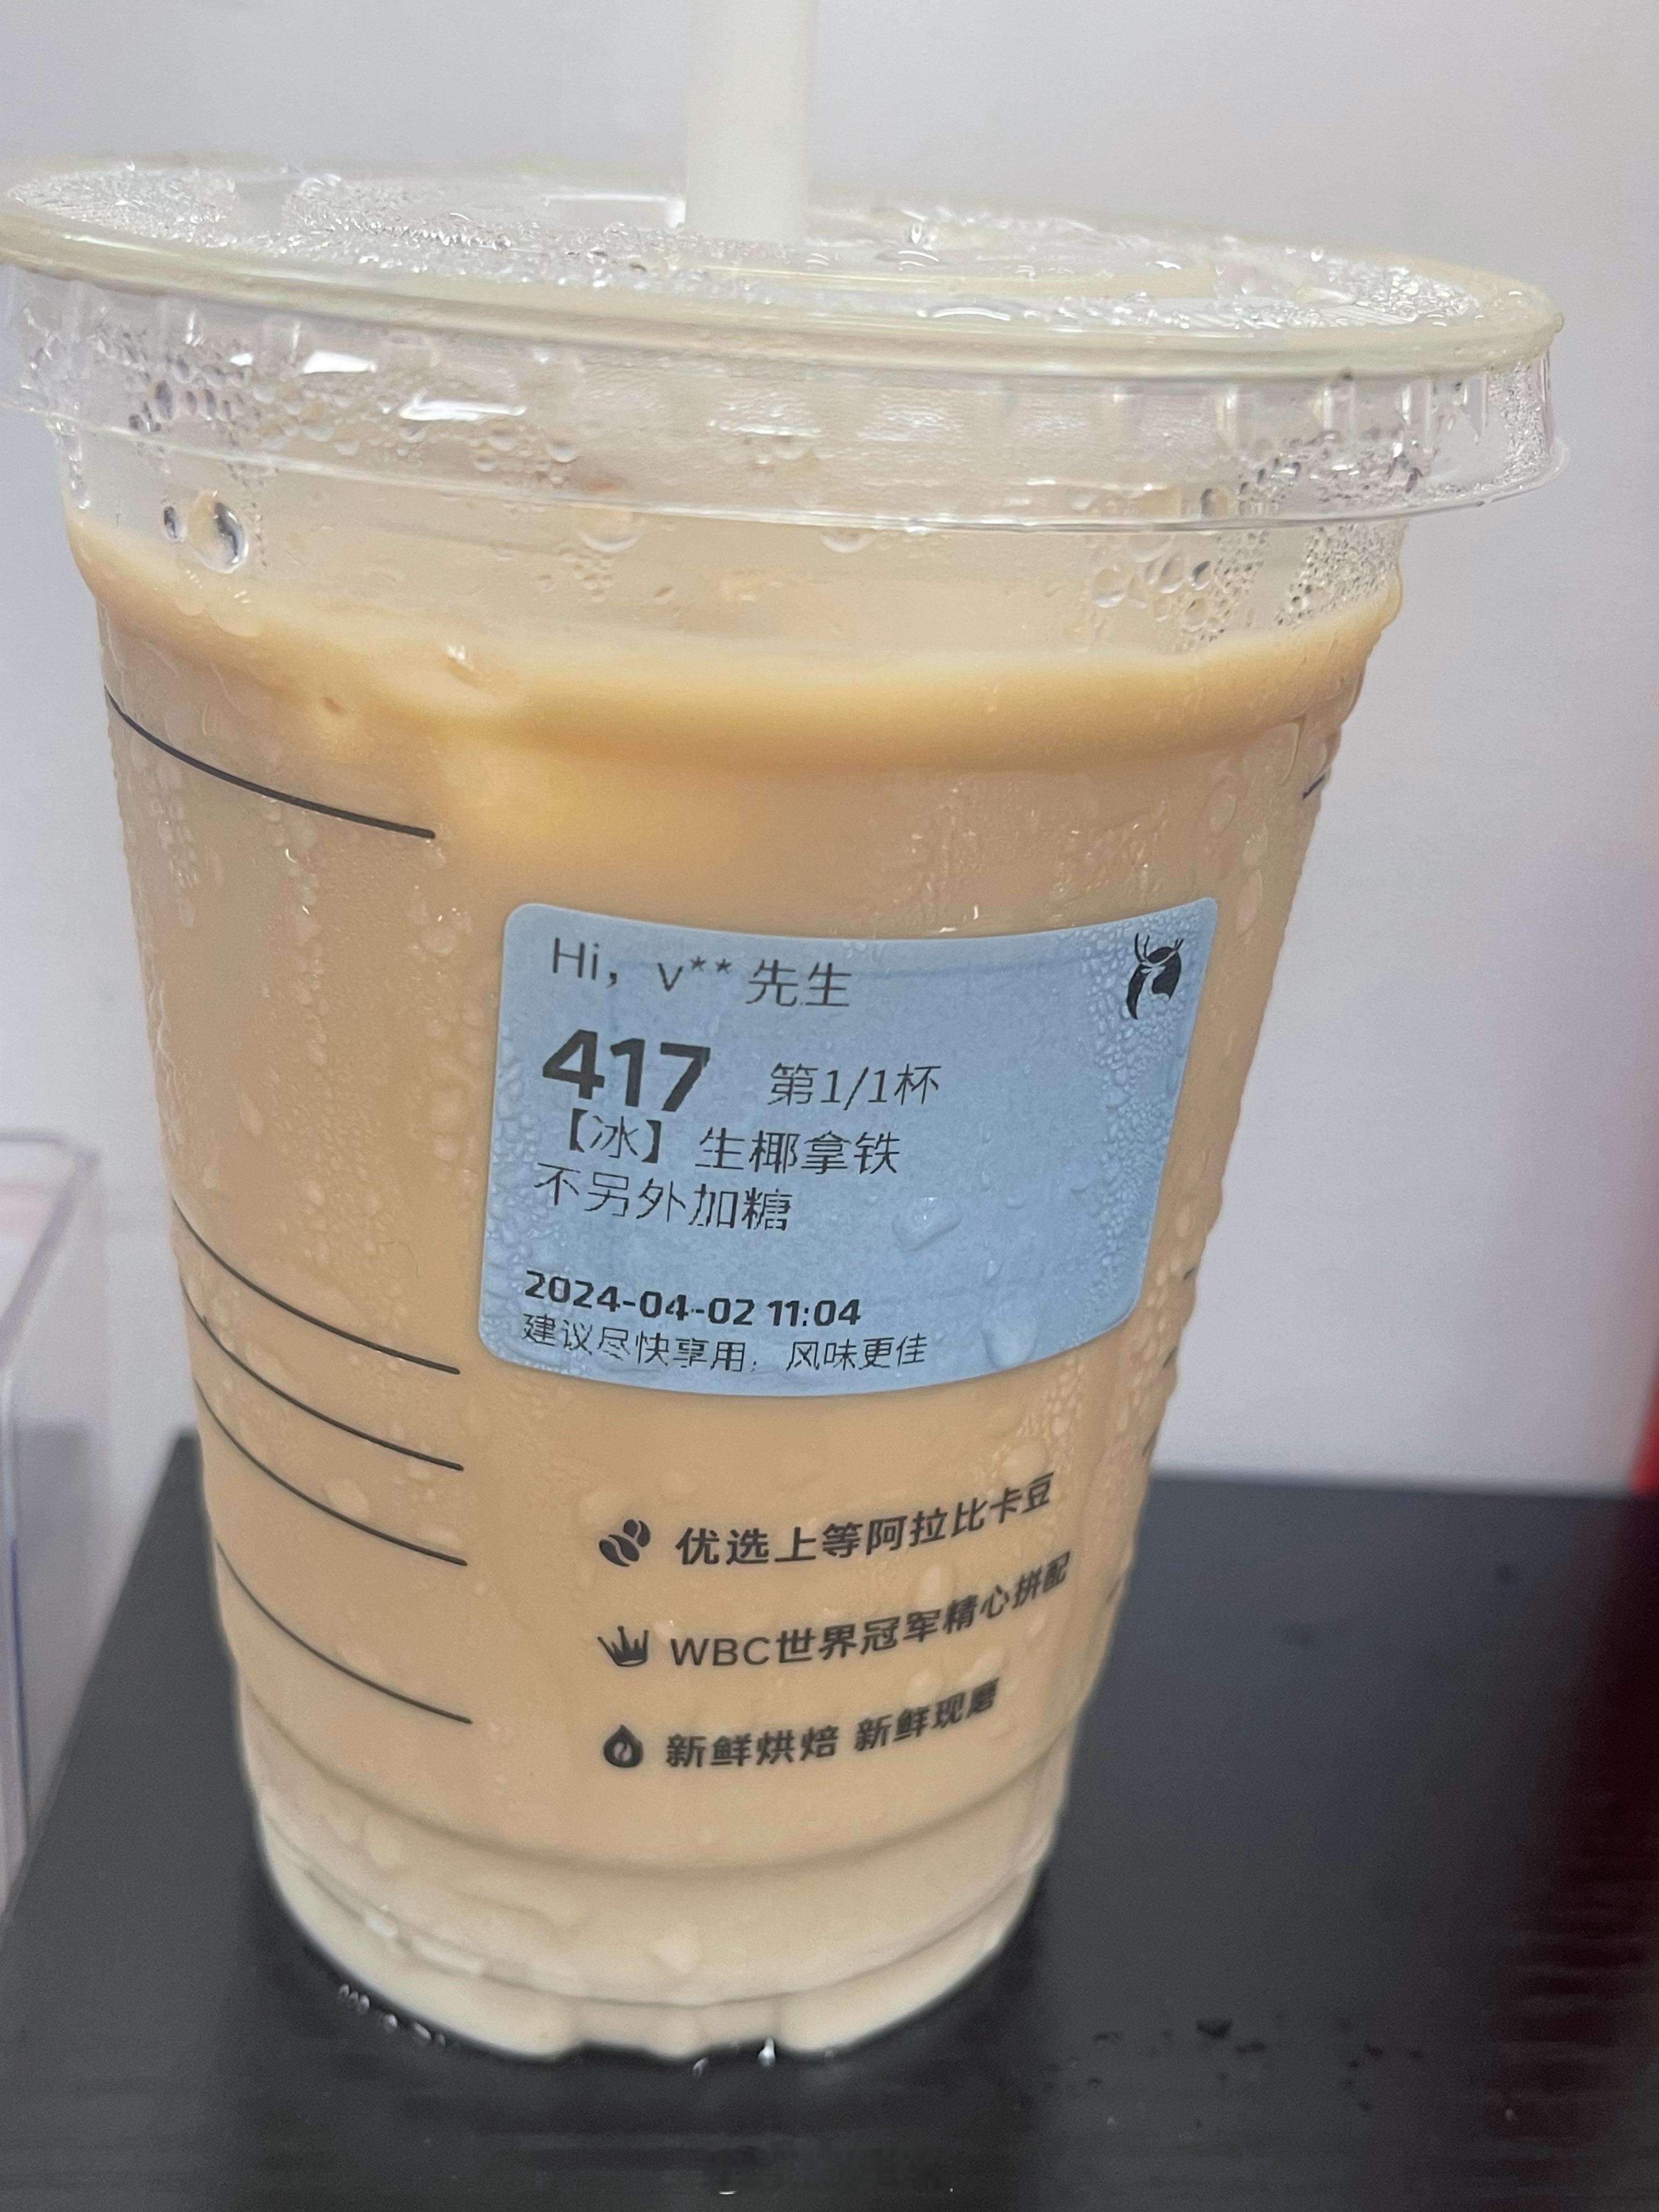 Hi，v** 先生
417 第1/1杯
【冰】生椰拿铁
不另外加糖
2024-04-02 11:04
建议尽快享用，风味更佳
优选上等阿拉比卡豆
WBC世界冠军精心拼配
新鲜烘焙 新鲜现磨